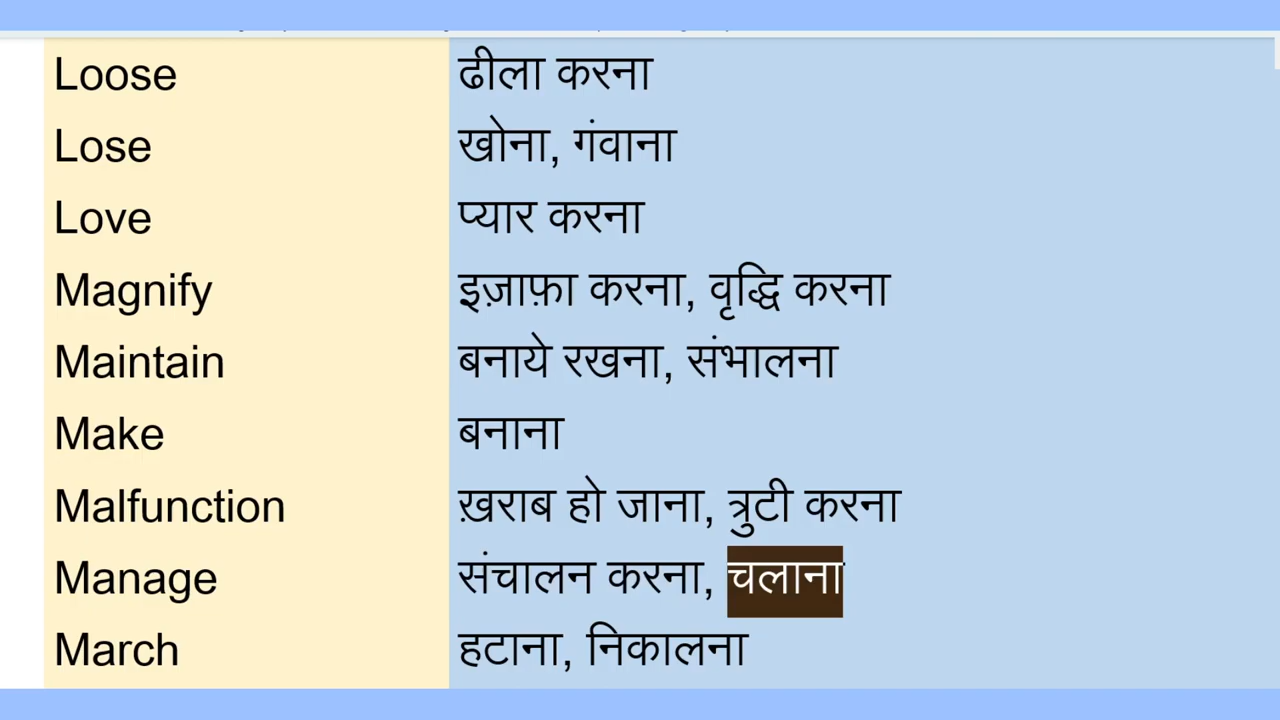 Loose ढीला करना
Lose खोना, गंवाना
Love प्यार करना
Magnify इज़ाफ़ा करना, वृद्धि करना
Maintain बनाये रखना, संभालना
Make बनाना
Malfunction ख़राब हो जाना, त्रुटी करना
Manage संचालन करना, चलाना
March हटाना, निकालना